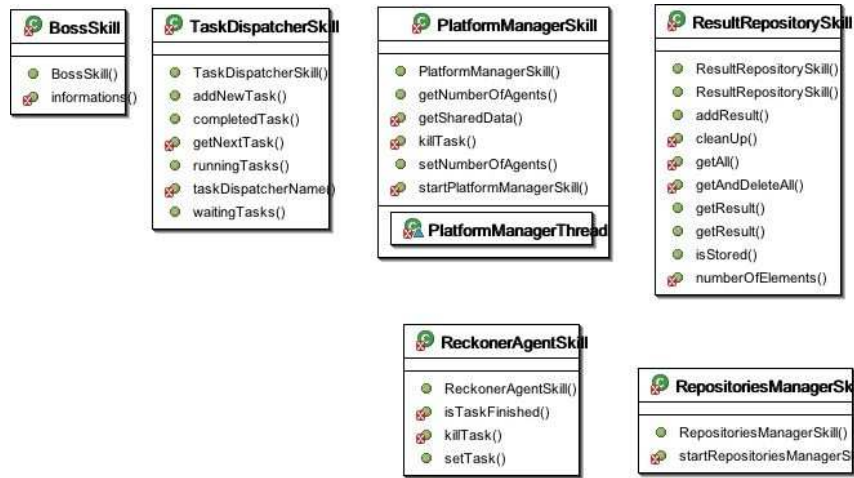 BossSkill
BossSkill()
informations()
TaskDispatcherSkill
TaskDispatcherSkill()
addNewTask()
completedTask()
getNextTask()
runningTasks()
taskDispatcherName()
waitingTasks()
PlatformManagerSkill
PlatformManagerSkill()
getNumberOfAgents()
getSharedData()
killTask()
setNumberOfAgents()
startPlatformManagerSkill()
PlatformManagerThread
ResultRepositorySkill
ResultRepositorySkill()
ResultRepositorySkill()
addResult()
cleanUp()
getAll()
getAndDeleteAll()
getResult()
getResult()
isStored()
numberOfElements()
ReckonerAgentSkill
ReckonerAgentSkill()
isTaskFinished()
killTask()
setTask()
RepositoriesManagerSk
RepositoriesManagerSkill()
startRepositoriesManagerS